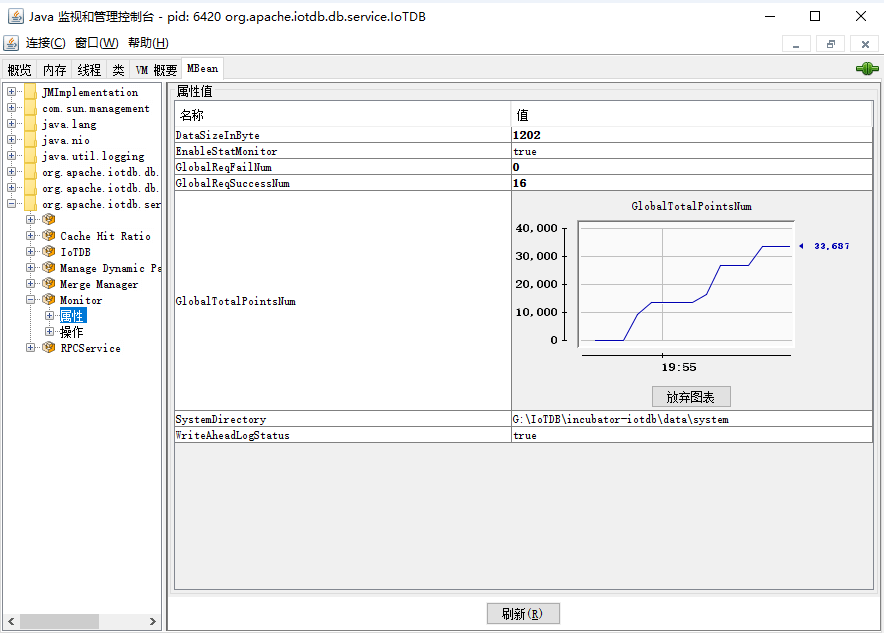 Java 监视和管理控制台 - pid: 6420 org.apache.iotdb.db.service.IoTDB
连接(C) 窗口(W) 帮助(H)
概览 内存 线程 类 VM 概要 MBean
JMImplementation
com.sun.management
java.lang
java.nio
java.util.logging
org.apache.iotdb.db.
org.apache.iotdb.db.
org.apache.iotdb.ser
Cache Hit Ratio
IoTDB
Manage Dynamic Pa
Merge Manager
Monitor
属性
操作
RPCService
属性值
名称 值
DataSizeInByte 1202
EnableStatMonitor true
GlobalReqFailNum 0
GlobalReqSuccessNum 16
GlobalTotalPointsNum
GlobalTotalPointsNum
40,000
30,000
20,000
10,000
0
33,687
19:55
放弃图表
SystemDirectory G:\IoTDB\incubator-iotdb\data\system
WriteAheadLogStatus true
刷新(R)